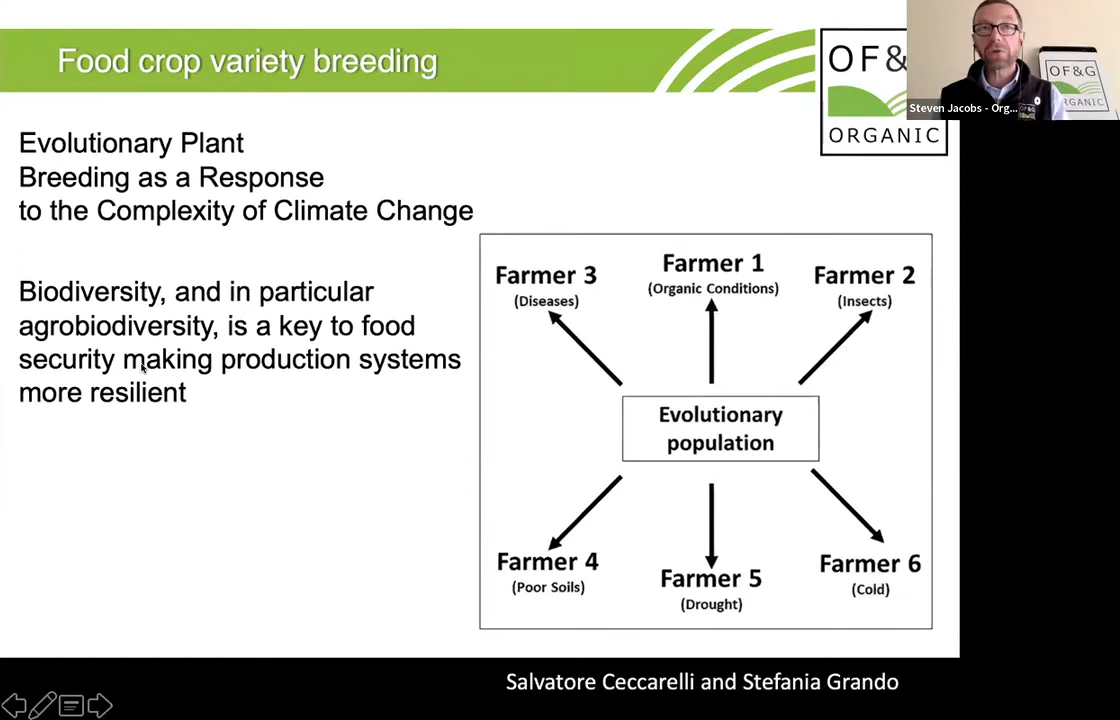 Food crop variety breeding
OF&
ORGANIC
OF&G
Steven Jacobs - Org...
Evolutionary Plant
Breeding as a Response
to the Complexity of Climate Change
Biodiversity, and in particular
agrobiodiversity, is a key to food
security making production systems
more resilient
Farmer 3
(Diseases)
Farmer 1
(Organic Conditions)
Farmer 2
(Insects)
Evolutionary
population
Farmer 4
(Poor Soils)
Farmer 5
(Drought)
Farmer 6
(Cold)
Salvatore Ceccarelli and Stefania Grando